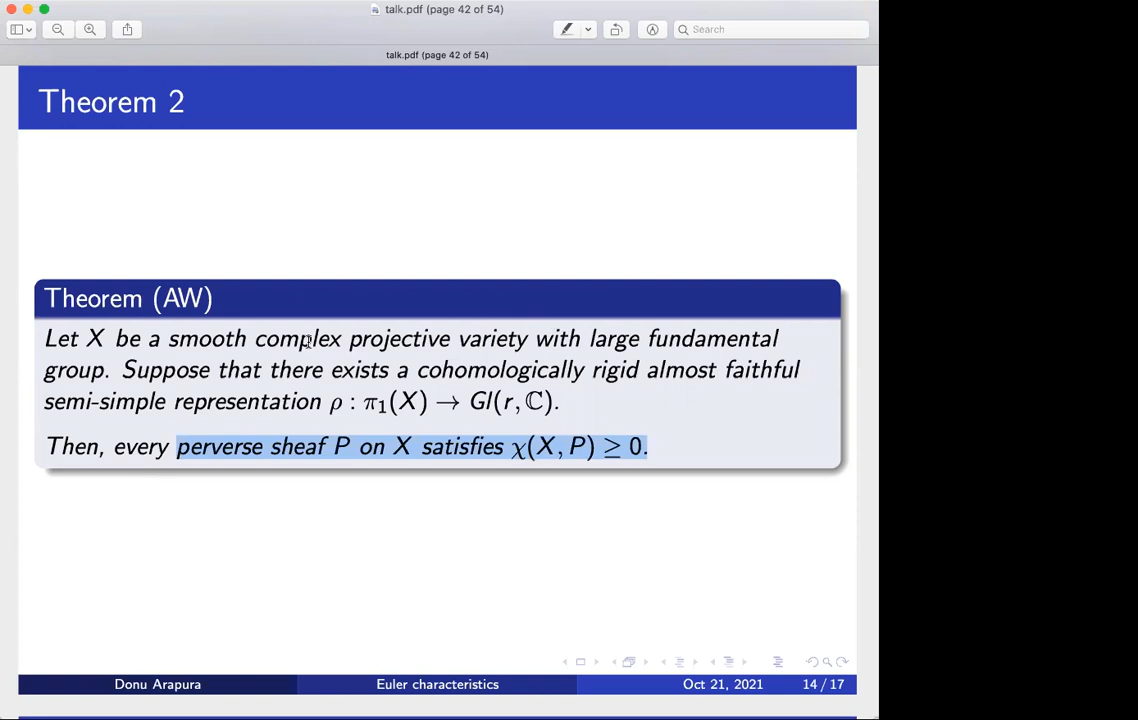 talk.pdf (page 42 of 54)
Search
talk.pdf (page 42 of 54)
Theorem 2
Theorem (AW)
Let X be a smooth complex projective variety with large fundamental
group. Suppose that there exists a cohomologically rigid almost faithful
semi-simple representation ρ : π₁(X) → Gl(r, ℂ).
Then, every perverse sheaf P on X satisfies χ(X, P) ≥ 0.
Donu Arapura
Euler characteristics
Oct 21, 2021
14 / 17